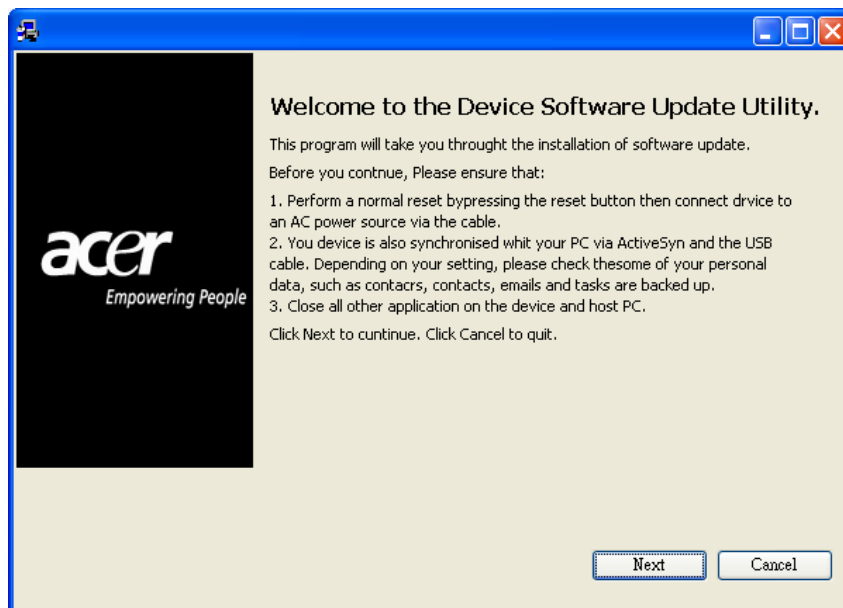 Welcome to the Device Software Update Utility.
This program will take you throught the installation of software update.
Before you contnue, Please ensure that:
1. Perform a normal reset bypressing the reset button then connect drvice to
an AC power source via the cable.
2. You device is also synchronised whit your PC via ActiveSyn and the USB
cable. Depending on your setting, please check thesome of your personal
data, such as contacrs, contacts, emails and tasks are backed up.
3. Close all other application on the device and host PC.
Click Next to cuntinue. Click Cancel to quit.
acer
Empowering People
Next
Cancel